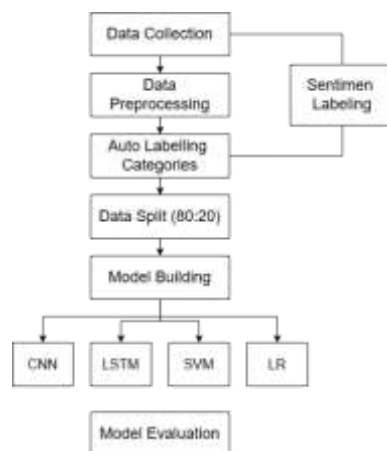 Data Collection
Data
Preprocessing
Sentimen
Labeling
Auto Labelling
Categories
Data Split (80:20)
Model Building
CNN
LSTM
SVM
LR
Model Evaluation